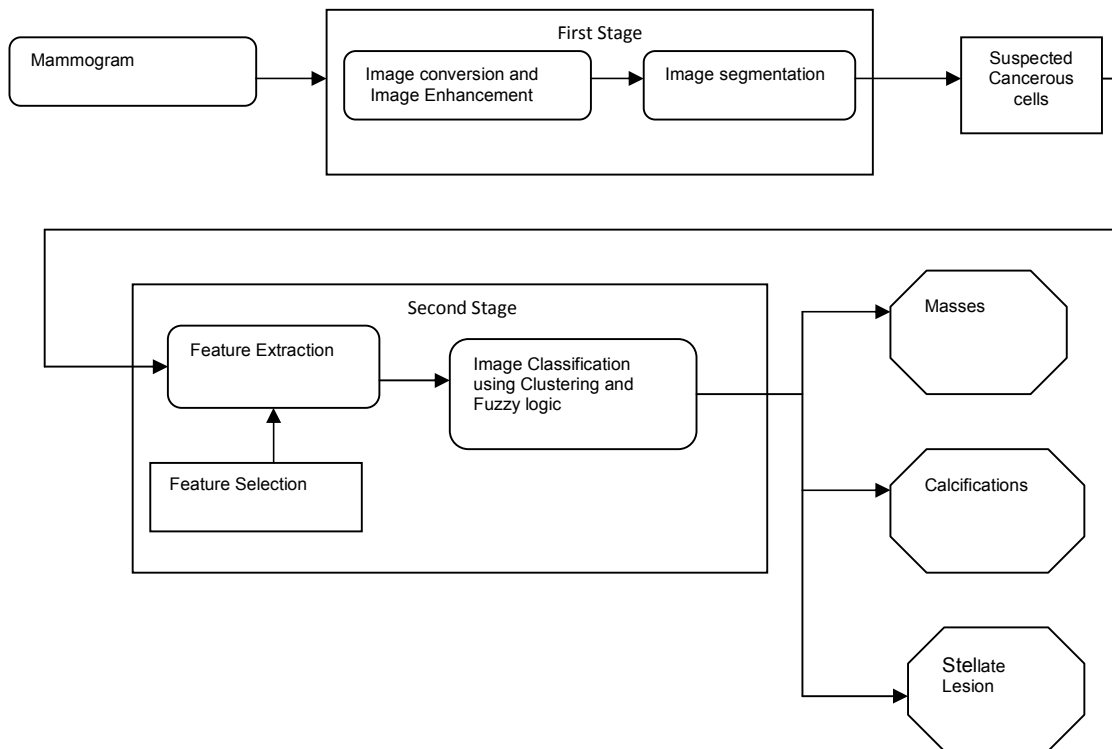 First Stage
Mammogram
Image conversion and
Image Enhancement
Image segmentation
Suspected
Cancerous
cells
Second Stage
Feature Extraction
Image Classification
using Clustering and
Fuzzy logic
Feature Selection
Masses
Calcifications
Stellate
Lesion